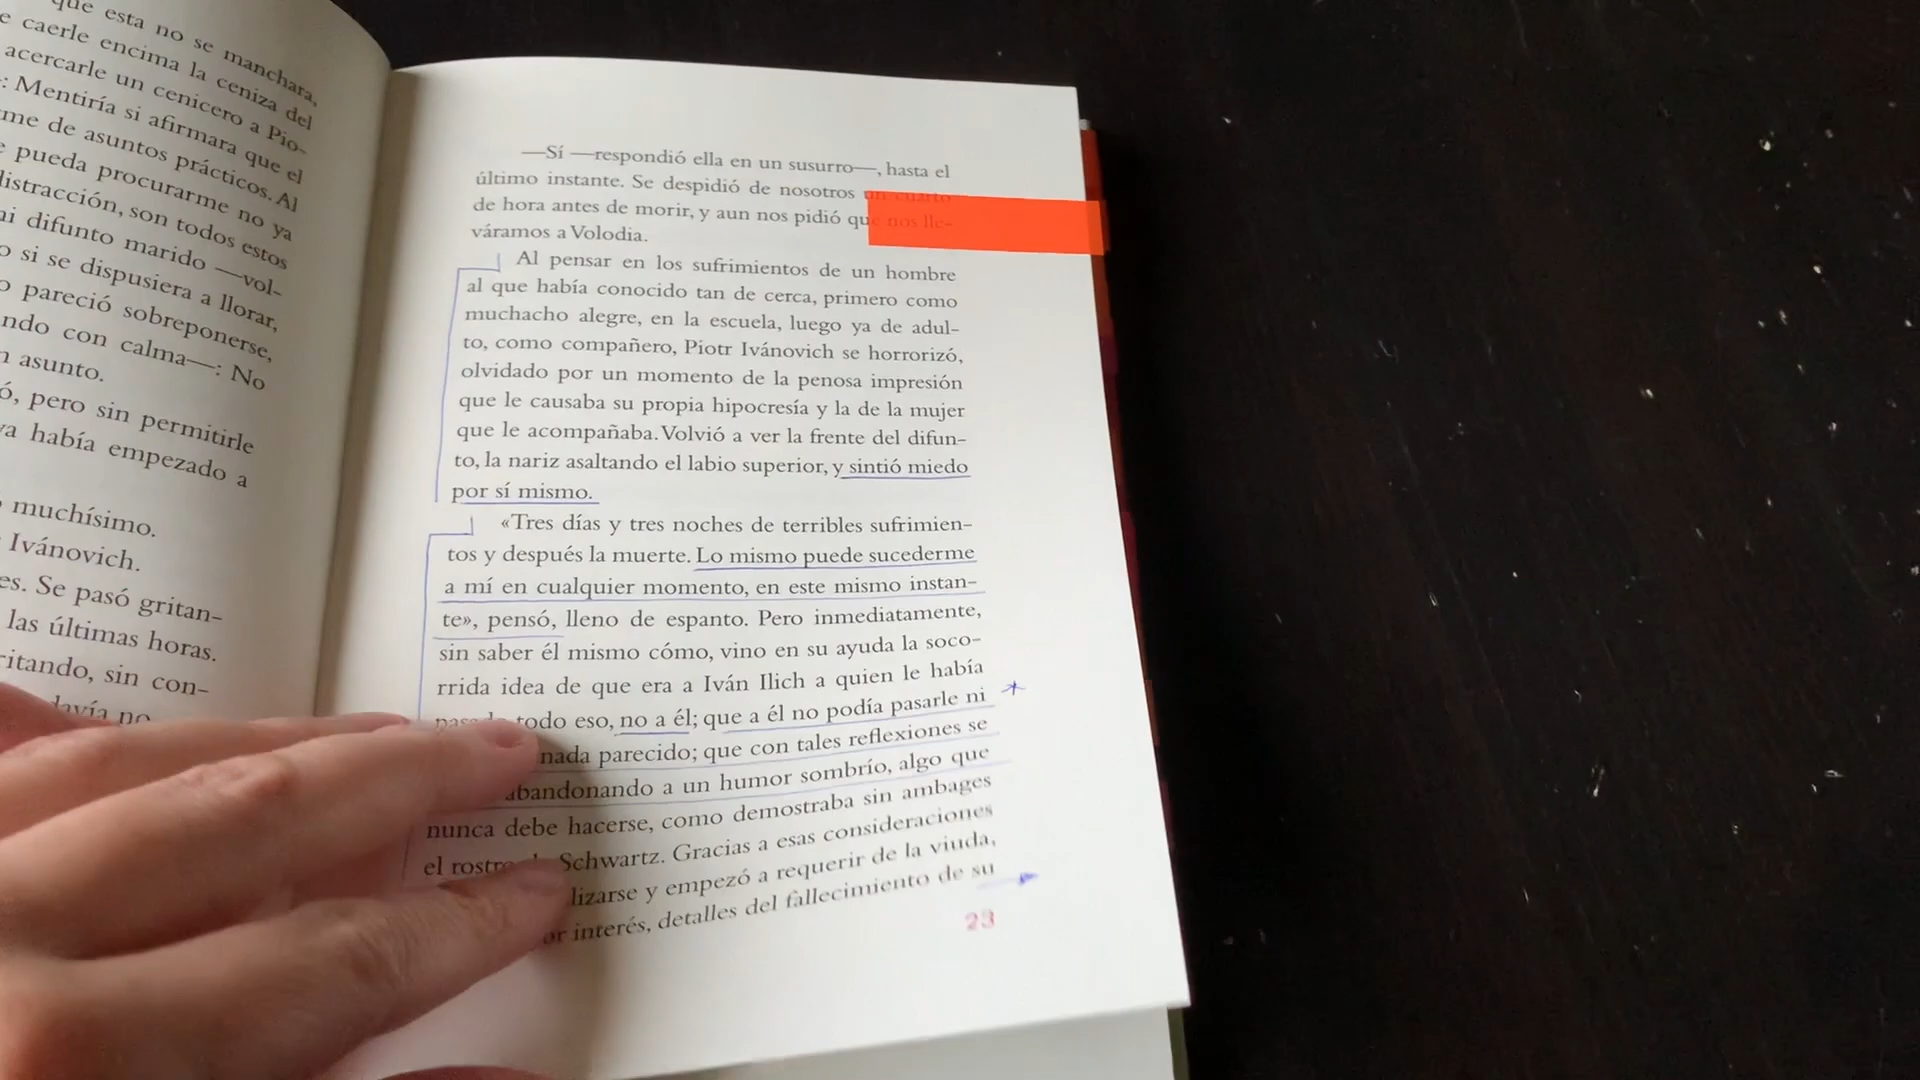 que esta no se manchara,
e caerle encima la ceniza del
acercarle un cenicero a Pio-
: Mentiría si afirmara que el
me de asuntos prácticos. Al
e pueda procurarme no ya
distracción, son todos estos
mi difunto marido —vol-
o si se dispusiera a llorar,
o pareció sobreponerse,
ando con calma—: No
n asunto.
ó, pero sin permitirle
ya había empezado a
muchísimo.
Ivánovich.
es. Se pasó gritan-
las últimas horas.
ritando, sin con-
davía no
—Sí —respondió ella en un susurro—, hasta el
último instante. Se despidió de nosotros un cuarto
de hora antes de morir, y aun nos pidió que nos lle-
váramos a Volodia.
Al pensar en los sufrimientos de un hombre
al que había conocido tan de cerca, primero como
muchacho alegre, en la escuela, luego ya de adul-
to, como compañero, Piotr Ivánovich se horrorizó,
olvidado por un momento de la penosa impresión
que le causaba su propia hipocresía y la de la mujer
que le acompañaba. Volvió a ver la frente del difun-
to, la nariz asaltando el labio superior, y sintió miedo
por sí mismo.
«Tres días y tres noches de terribles sufrimien-
tos y después la muerte. Lo mismo puede sucederme
a mí en cualquier momento, en este mismo instan-
te», pensó, lleno de espanto. Pero inmediatamente,
sin saber él mismo cómo, vino en su ayuda la soco-
rrida idea de que era a Iván Ilich a quien le había
todo eso, no a él; que a él no podía pasarle ni
nada parecido; que con tales reflexiones se
abandonando a un humor sombrío, algo que
nunca debe hacerse, como demostraba sin ambages
el rostro de Schwartz. Gracias a esas consideraciones
lizarse y empezó a requerir de la viuda,
or interés, detalles del fallecimiento de su
23